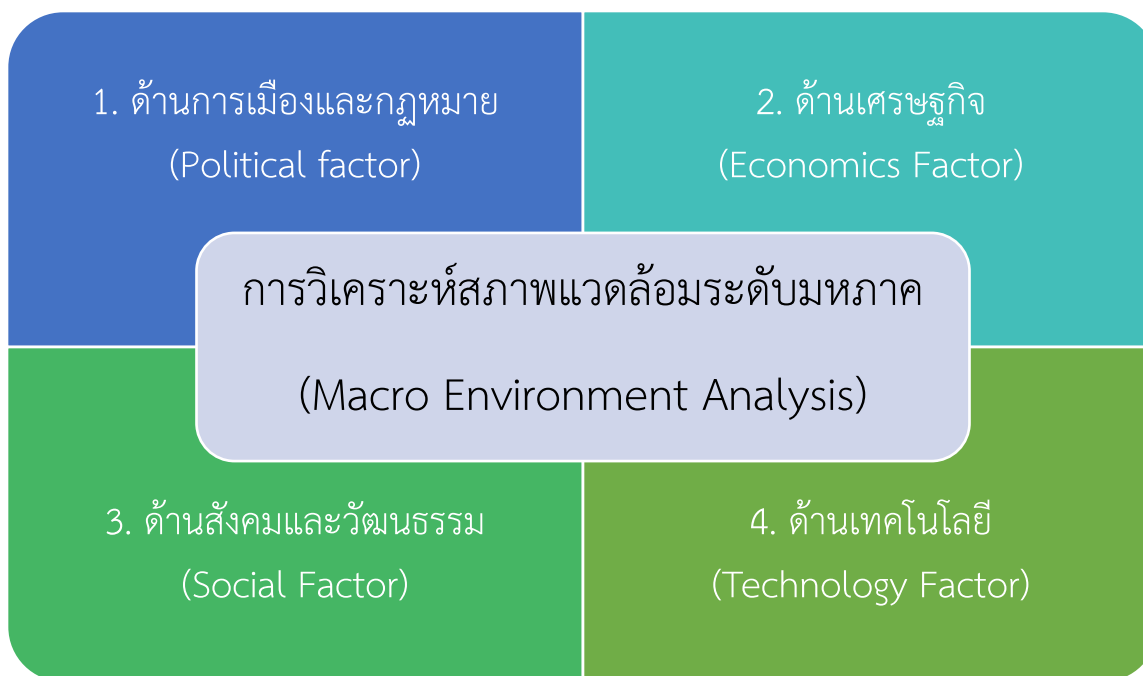 1. ด้านการเมืองและกฎหมาย
(Political factor)
2. ด้านเศรษฐกิจ
(Economics Factor)
การวิเคราะห์สภาพแวดล้อมระดับมหภาค
(Macro Environment Analysis)
3. ด้านสังคมและวัฒนธรรม
(Social Factor)
4. ด้านเทคโนโลยี
(Technology Factor)